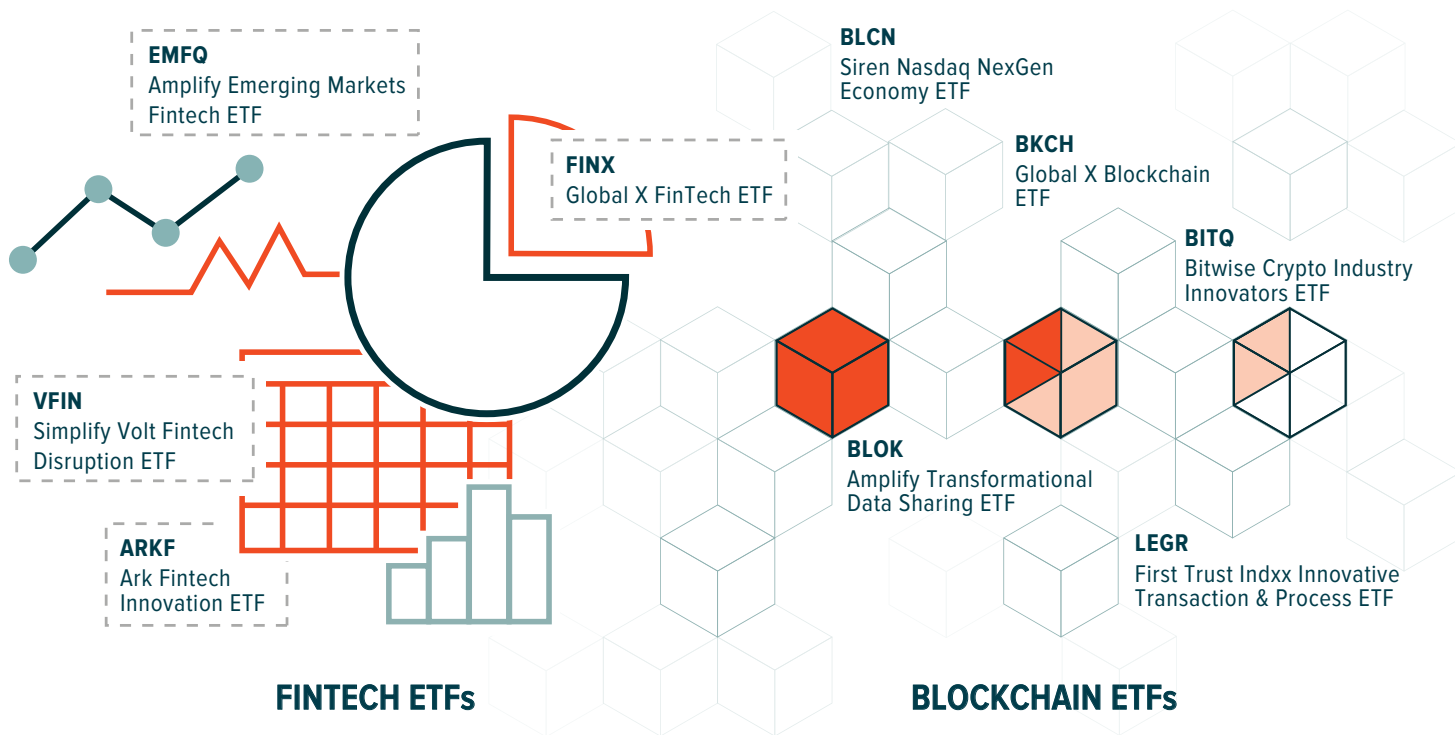 EMFQ
Amplify Emerging Markets
Fintech ETF
FINX
Global X FinTech ETF
VFIN
Simplify Volt Fintech
Disruption ETF
ARKF
Ark Fintech
Innovation ETF
FINTECH ETFs
BLCN
Siren Nasdaq NexGen
Economy ETF
BKCH
Global X Blockchain
ETF
BITQ
Bitwise Crypto Industry
Innovators ETF
BLOK
Amplify Transformational
Data Sharing ETF
LEGR
First Trust Indxx Innovative
Transaction & Process ETF
BLOCKCHAIN ETFs